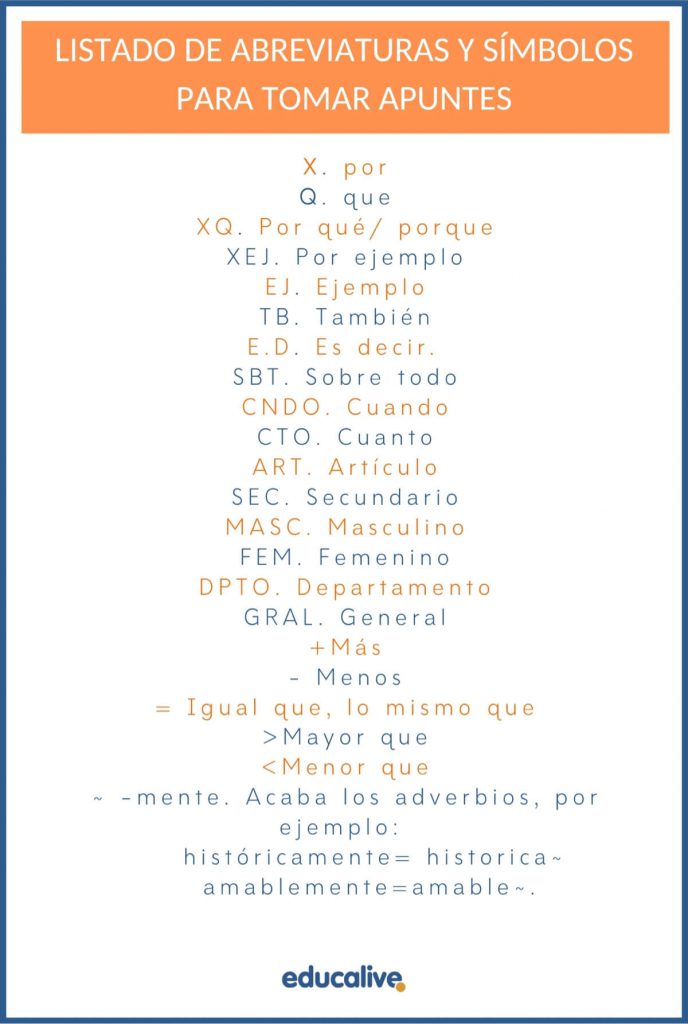 LISTADO DE ABREVIATURAS Y SÍMBOLOS
PARA TOMAR APUNTES
X. por
Q. que
XQ. Por qué/ porque
XEJ. Por ejemplo
EJ. Ejemplo
TB. También
E.D. Es decir.
SBT. Sobre todo
CNDO. Cuando
CTO. Cuanto
ART. Artículo
SEC. Secundario
MASC. Masculino
FEM. Femenino
DPTO. Departamento
GRAL. General
+Más
- Menos
= Igual que, lo mismo que
>Mayor que
<Menor que
~ -mente. Acaba los adverbios, por
ejemplo:
históricamente= historica~
amablemente=amable~.
educalive